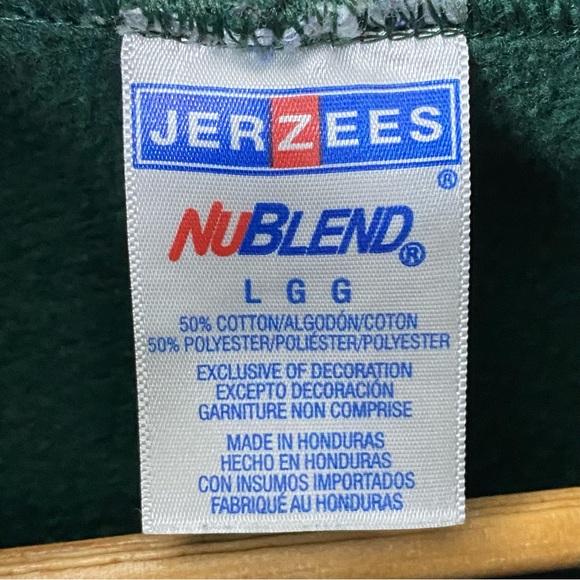 JERZEES
®
NUBLEND®
L G G
50% COTTON/ALGODÓN/COTON
50% POLYESTER/POLIÉSTER/POLYESTER
EXCLUSIVE OF DECORATION
EXCEPTO DECORACIÓN
GARNITURE NON COMPRISE
MADE IN HONDURAS
HECHO EN HONDURAS
CON INSUMOS IMPORTADOS
FABRIQUÉ AU HONDURAS